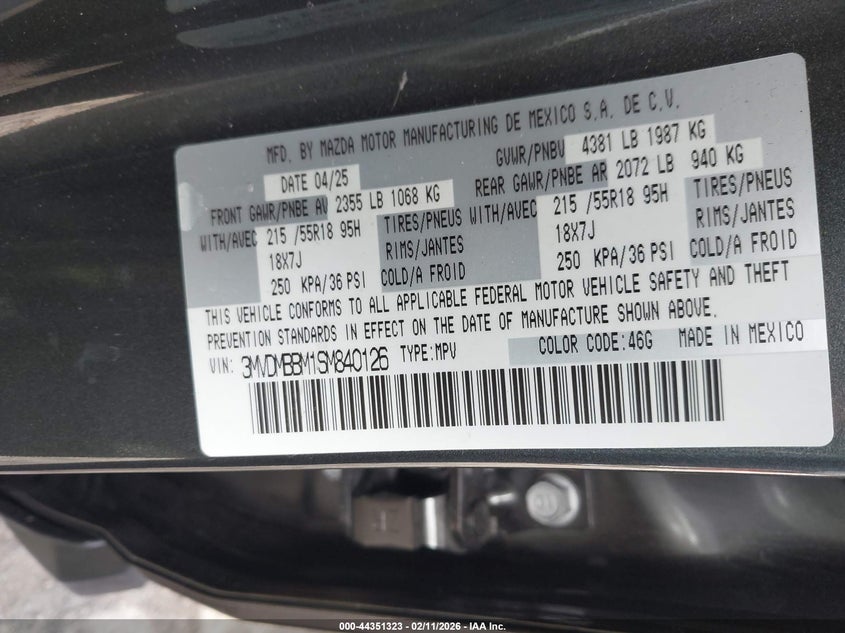 MFD. BY MAZDA MOTOR MANUFACTURING DE MEXICO S.A. DE C.V.
DATE 04/25 GVWR/PNBV 4381 LB 1987 KG
FRONT GAWR/PNBE AV 2355 LB 1068 KG REAR GAWR/PNBE AR 2072 LB 940 KG
WITH/AVEC 215 /55R18 95H TIRES/PNEUS WITH/AVEC 215 /55R18 95H TIRES/PNEUS
18X7J RIMS/JANTES 18X7J RIMS/JANTES
250 KPA/36 PSI COLD/A FROID 250 KPA/36 PSI COLD/A FROID
THIS VEHICLE CONFORMS TO ALL APPLICABLE FEDERAL MOTOR VEHICLE SAFETY AND THEFT
PREVENTION STANDARDS IN EFFECT ON THE DATE OF MANUFACTURE SHOWN ABOVE.
VIN: 3MVDMBBM1SM840126 TYPE:MPV COLOR CODE:46G MADE IN MEXICO
000-44351323 / 02/11/2026 - IAA Inc.